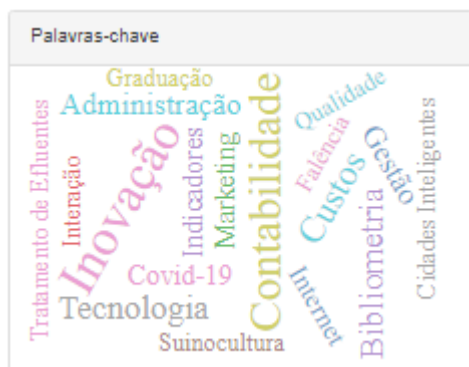 Palavras-chave
Graduação
Administração
Qualidade
Tratamento de Efluentes
Interação
Inovação
Indicadores
Marketing
Contabilidade
Falência
Custos
Gestão
Cidades Inteligentes
Covid-19
Tecnologia
Internet
Bibliometria
Suinocultura